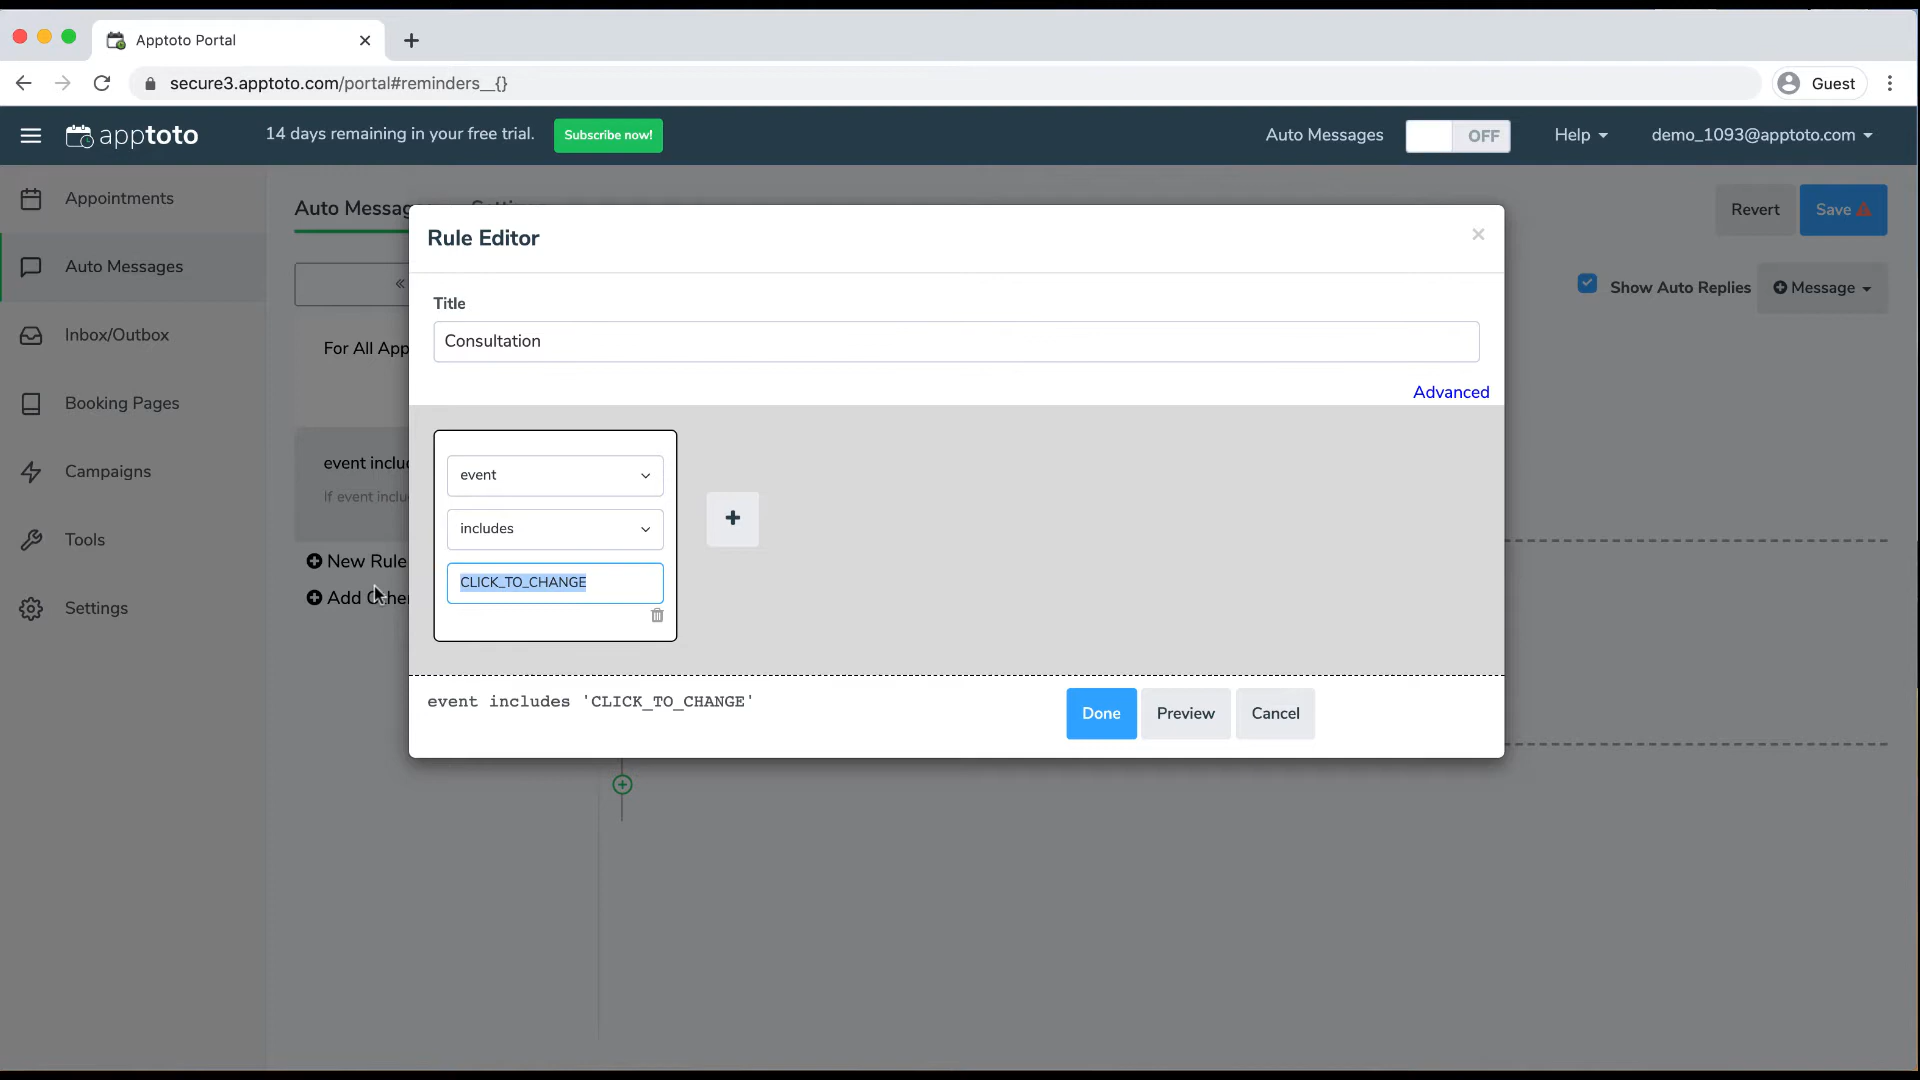 Apptoto Portal
secure3.apptoto.com/portal#reminders__{}
Guest
apptoto
14 days remaining in your free trial.
Subscribe now!
Auto Messages
OFF
Help
demo_1093@apptoto.com
Appointments
Auto Messages
Inbox/Outbox
Booking Pages
Campaigns
Tools
Settings
Auto Messag
Revert
Save
«
Show Auto Replies
Message
For All App
event inclu
If event inclu
New Rule
Add
Rule Editor
×
Title
Consultation
Advanced
event
includes
CLICK_TO_CHANGE
+
event includes 'CLICK_TO_CHANGE'
Done
Preview
Cancel